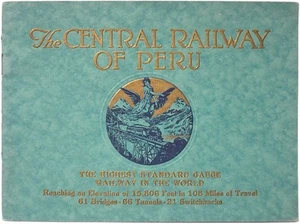 The CENTRAL RAILWAY
OF PERU
THE HIGHEST STANDARD GAUGE
RAILWAY IN THE WORLD
Reaching an Elevation of 15,806 Feet in 108 Miles of Travel
61 Bridges - 66 Tunnels - 21 Switchbacks